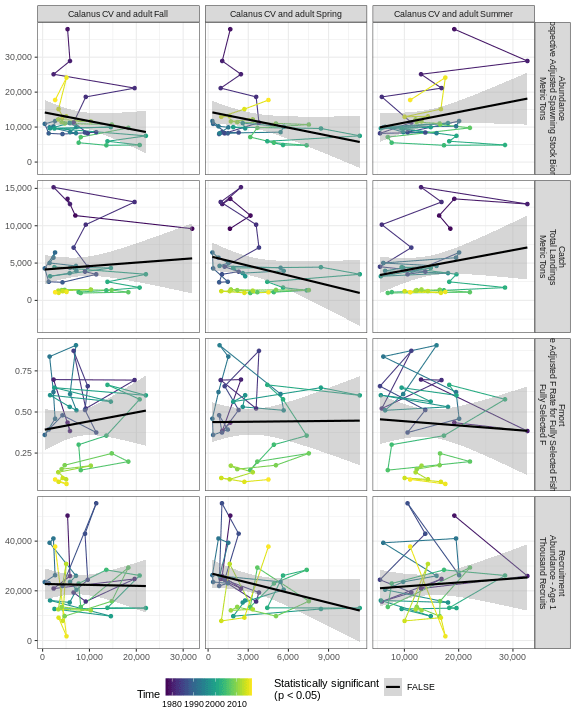 Calanus CV and adult Fall
Calanus CV and adult Spring
Calanus CV and adult Summer
30,000
20,000
10,000
0
Abundance
Adjusted Spawning Stock
Metric Tons
15,000
10,000
5,000
0
Catch
Total Landings
Metric Tons
0.75
0.50
0.25
Fmort
Adjusted F Rate for Fully Selected Fish
Fully Selected F
40,000
20,000
0
Recruitment
Abundance - Age 1
Thousand Recruits
0
10,000
20,000
30,000
0
3,000
6,000
9,000
10,000
20,000
30,000
Time
1980 1990 2000 2010
Statistically significant
(p < 0.05)
FALSE